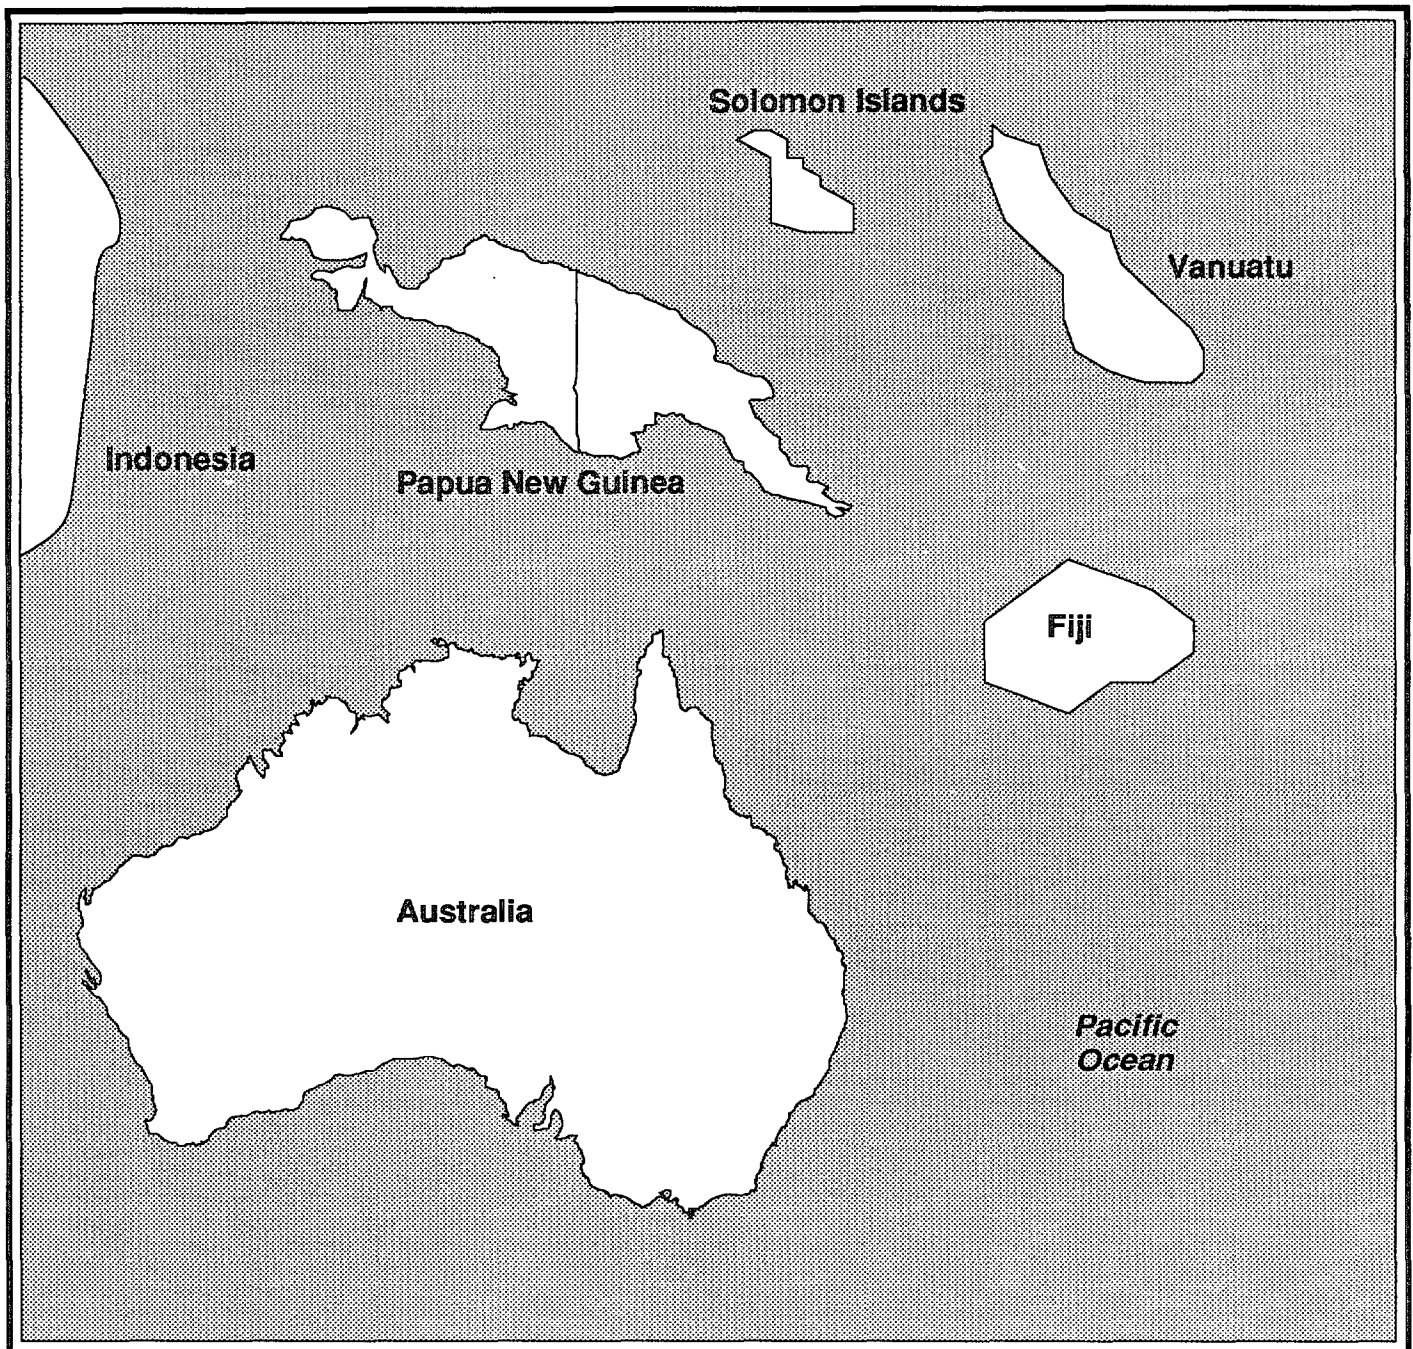 Solomon Islands
Vanuatu
Indonesia
Papua New Guinea
Fiji
Australia
Pacific
Ocean